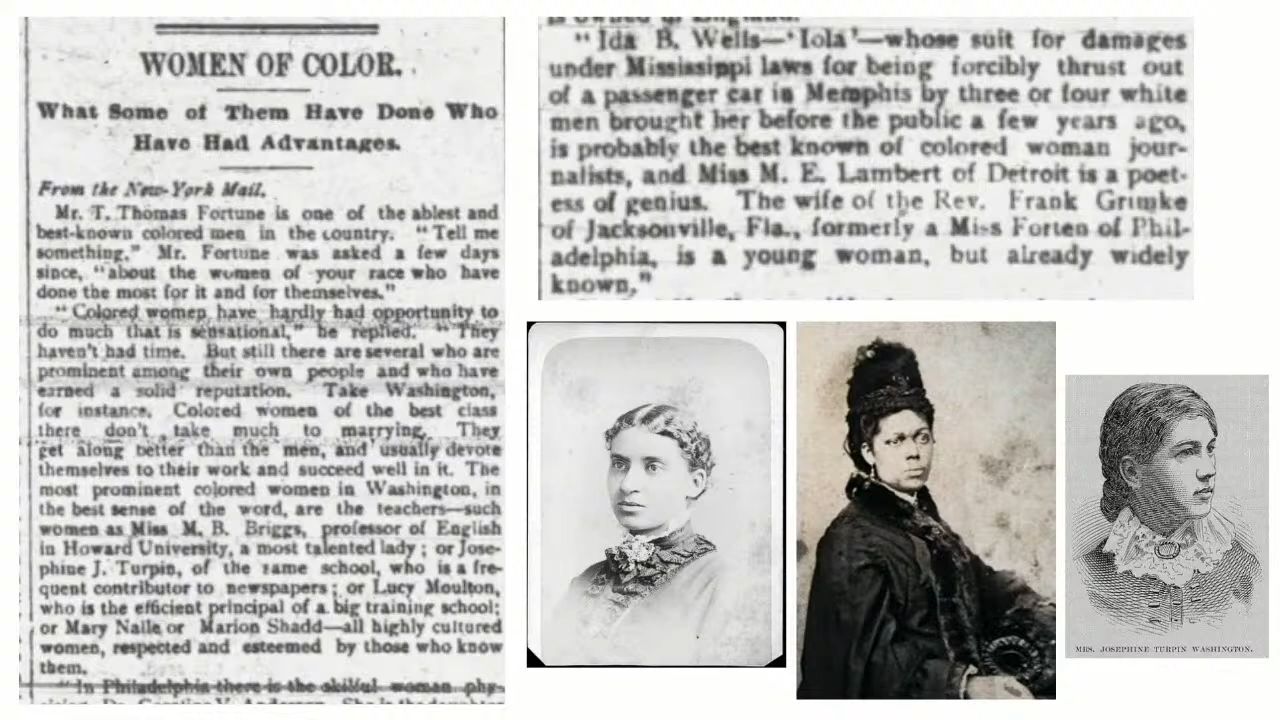 WOMEN OF COLOR.
What Some of Them Have Done Who
Have Had Advantages.
From the New-York Mail.
Mr. T. Thomas Fortune is one of the ablest and
best-known colored men in the country. "Tell me
something," Mr. Fortune was asked a few days
since, "about the women of your race who have
done the most for it and for themselves."
"Colored women have hardly had opportunity to
do much that is sensational," he replied. "They
haven't had time. But still there are several who are
prominent among their own people and who have
earned a solid reputation. Take Washington,
for instance. Colored women of the best class
there don't take much to marrying. They
get along better than the men, and usually devote
themselves to their work and succeed well in it. The
most prominent colored women in Washington, in
the best sense of the word, are the teachers—such
women as Miss M. B. Briggs, professor of English
in Howard University, a most talented lady; or Jose-
phine J. Turpin, of the same school, who is a fre-
quent contributor to newspapers; or Lucy Moulton,
who is the efficient principal of a big training school;
or Mary Nalle or Marion Shadd—all highly cultured
women, respected and esteemed by those who know
them.
"In Philadelphia there is the skilful woman phy-
"Ida B. Wells—'Iola'—whose suit for damages
under Mississippi laws for being forcibly thrust out
of a passenger car in Memphis by three or four white
men brought her before the public a few years ago,
is probably the best known of colored woman jour-
nalists, and Miss M. E. Lambert of Detroit is a poet-
ess of genius. The wife of the Rev. Frank Grimke
of Jacksonville, Fla., formerly a Miss Forten of Phil-
adelphia, is a young woman, but already widely
known."
MRS. JOSEPHINE TURPIN WASHINGTON.